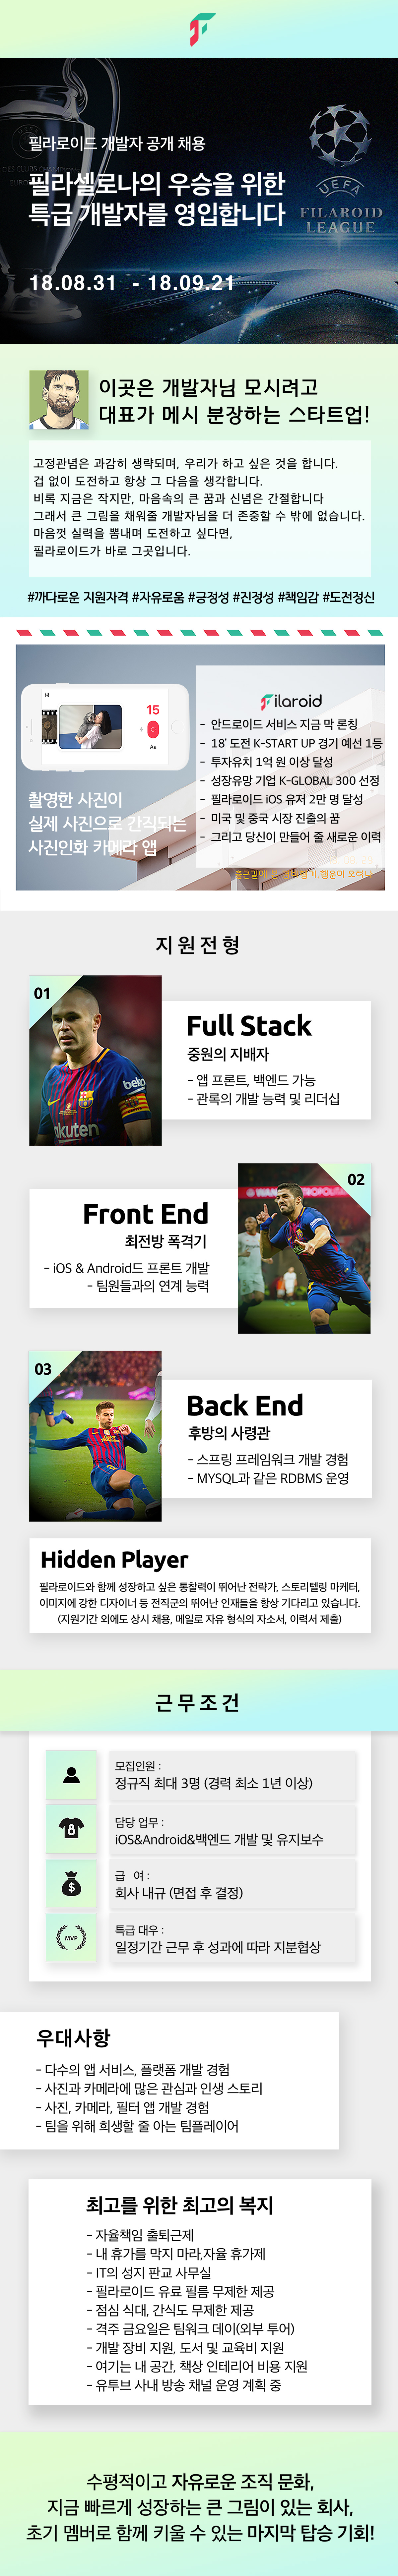 필라로이드 개발자 공개 채용
필라셀로나의 우승을 위한
특급 개발자를 영입합니다
18.08.31 - 18.09.21
UEFA
FILAROID
LEAGUE
이곳은 개발자님 모시려고
대표가 메시 분장하는 스타트업!
고정관념은 과감히 생략되며, 우리가 하고 싶은 것을 합니다.
겁 없이 도전하고 항상 그 다음을 생각합니다.
비록 지금은 작지만, 마음속의 큰 꿈과 신념은 간절합니다
그래서 큰 그림을 채워줄 개발자님을 더 존중할 수 밖에 없습니다.
마음껏 실력을 뽐내며 도전하고 싶다면,
필라로이드가 바로 그곳입니다.
#까다로운 지원자격 #자유로움 #긍정성 #진정성 #책임감 #도전정신
15
Aa
촬영한 사진이
실제 사진으로 간직되는
사진인화 카메라 앱
Filaroid
- 안드로이드 서비스 지금 막 론칭
- 18' 도전 K-START UP 경기 예선 1등
- 투자유치 1억 원 이상 달성
- 성장유망 기업 K-GLOBAL 300 선정
- 필라로이드 iOS 유저 2만 명 달성
- 미국 및 중국 시장 진출의 꿈
- 그리고 당신이 만들어 줄 새로운 이력
지원전형
01
beko
Rakuten
Full Stack
중원의 지배자
- 앱 프론트, 백엔드 가능
- 관록의 개발 능력 및 리더십
02
Front End
최전방 폭격기
- iOS & Android드 프론트 개발
- 팀원들과의 연계 능력
03
Back End
후방의 사령관
- 스프링 프레임워크 개발 경험
- MYSQL과 같은 RDBMS 운영
Hidden Player
필라로이드와 함께 성장하고 싶은 통찰력이 뛰어난 전략가, 스토리텔링 마케터,
이미지에 강한 디자이너 등 전직군의 뛰어난 인재들을 항상 기다리고 있습니다.
(지원기간 외에도 상시 채용, 메일로 자유 형식의 자소서, 이력서 제출)
근무조건
모집인원 :
정규직 최대 3명 (경력 최소 1년 이상)
8
담당 업무 :
iOS&Android&백엔드 개발 및 유지보수
$
급 여 :
회사 내규 (면접 후 결정)
MVP
특급 대우 :
일정기간 근무 후 성과에 따라 지분협상
우대사항
- 다수의 앱 서비스, 플랫폼 개발 경험
- 사진과 카메라에 많은 관심과 인생 스토리
- 사진, 카메라, 필터 앱 개발 경험
- 팀을 위해 희생할 줄 아는 팀플레이어
최고를 위한 최고의 복지
- 자율책임 출퇴근제
- 내 휴가를 막지 마라,자율 휴가제
- IT의 성지 판교 사무실
- 필라로이드 유료 필름 무제한 제공
- 점심 식대, 간식도 무제한 제공
- 격주 금요일은 팀워크 데이(외부 투어)
- 개발 장비 지원, 도서 및 교육비 지원
- 여기는 내 공간, 책상 인테리어 비용 지원
- 유투브 사내 방송 채널 운영 계획 중
수평적이고 자유로운 조직 문화,
지금 빠르게 성장하는 큰 그림이 있는 회사,
초기 멤버로 함께 키울 수 있는 마지막 탑승 기회!